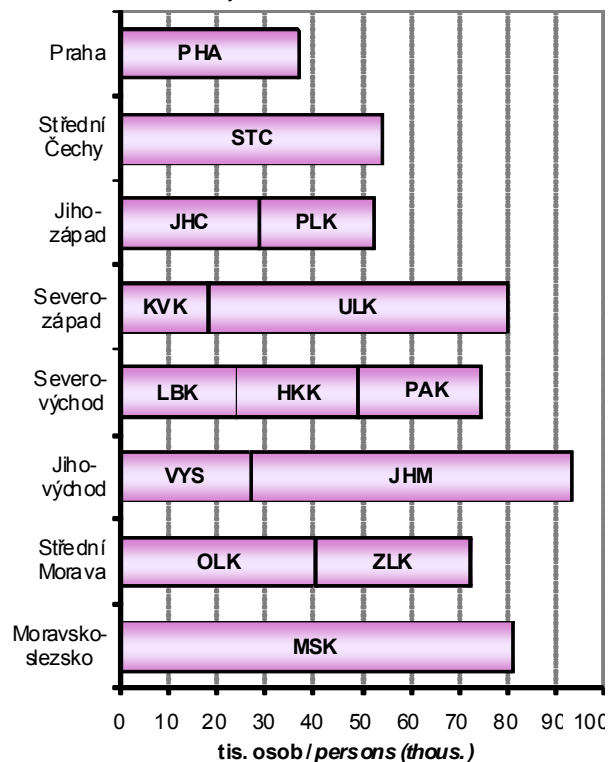 Praha
PHA
Střední
Čechy
STC
Jiho-
západ
JHC PLK
Severo-
západ
KVK ULK
Severo-
východ
LBK HKK PAK
Jiho-
východ
VYS JHM
Střední
Morava
OLK ZLK
Moravsko-
slezsko
MSK
0 10 20 30 40 50 60 70 80 90 100
tis. osob / persons (thous.)